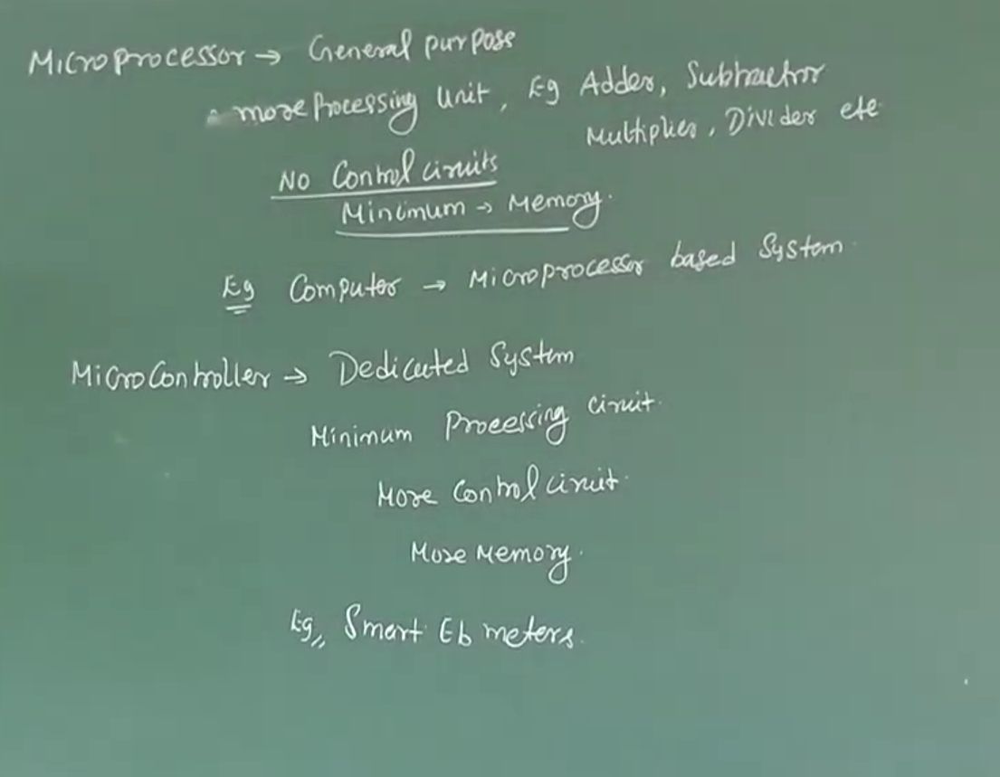 Microprocessor → General purpose
more Processing Unit, Eg Adder, Subtractor
Multiplier, Divider etc
No Control circuits
Minimum → Memory.
Eg Computer → Microprocessor based System.
MicroController → Dedicated System
Minimum Processing circuit.
More Control circuit.
More Memory.
Eg,, Smart Eb meters.